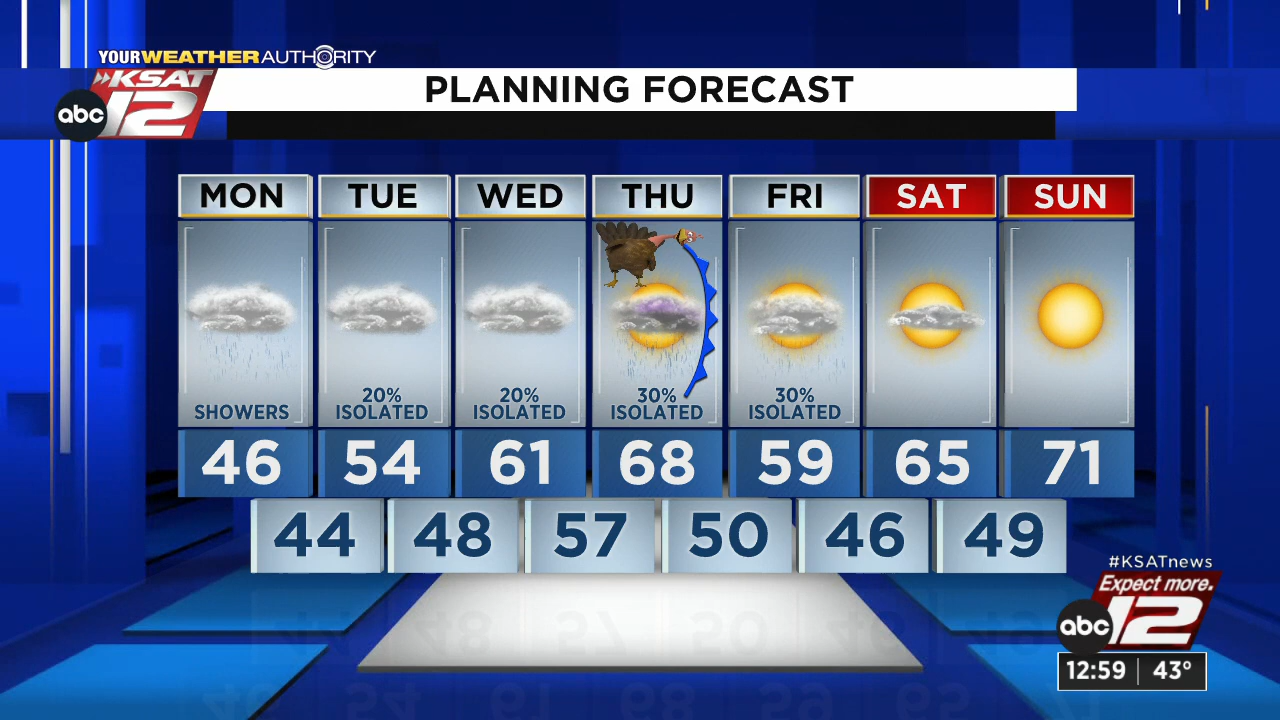 YOURWEATHERAUTHORITY
KSAT
abc 12
PLANNING FORECAST
MON TUE WED THU FRI SAT SUN
SHOWERS 20% ISOLATED 20% ISOLATED 30% ISOLATED 30% ISOLATED
46 54 61 68 59 65 71
44 48 57 50 46 49
#KSATnews
Expect more.
abc 12
12:59 43°